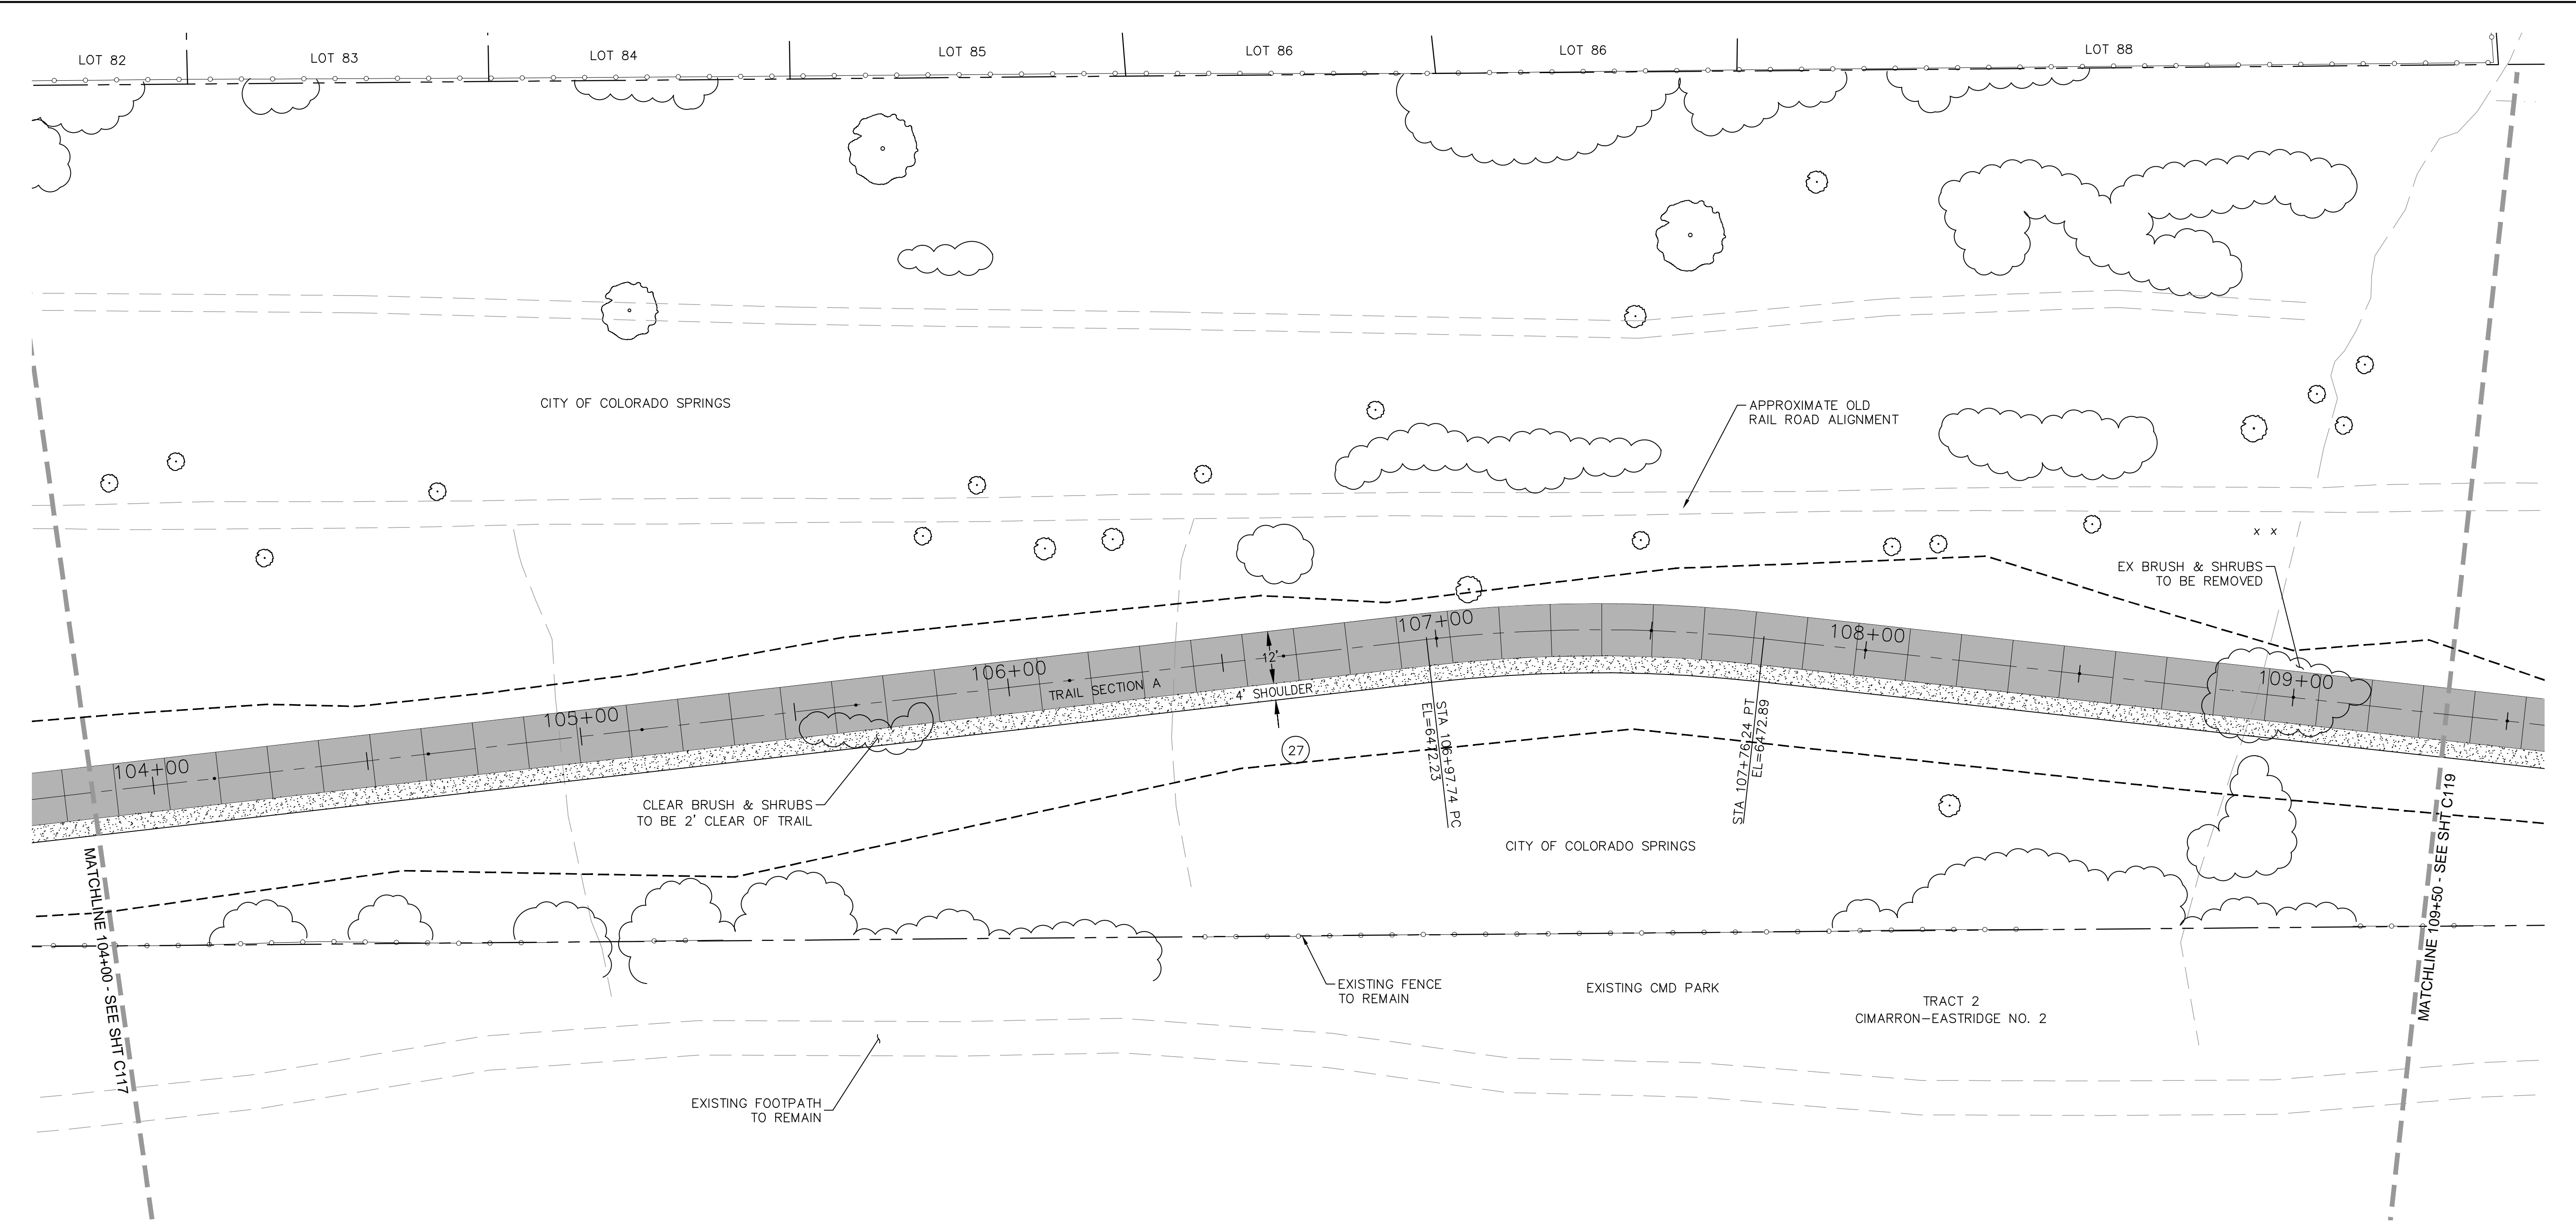 LOT 82
LOT 83
LOT 84
LOT 85
LOT 86
LOT 86
LOT 88
CITY OF COLORADO SPRINGS
APPROXIMATE OLD
RAIL ROAD ALIGNMENT
x x
EX BRUSH & SHRUBS
TO BE REMOVED
104+00
105+00
106+00
107+00
108+00
109+00
TRAIL SECTION A
12'
4' SHOULDER
27
STA 106+97.74 PC
EL=6472.23
STA 107+76.24 PT
EL=6472.89
CLEAR BRUSH & SHRUBS
TO BE 2' CLEAR OF TRAIL
CITY OF COLORADO SPRINGS
MATCHLINE 104+00 - SEE SHT C117
MATCHLINE 109+50 - SEE SHT C119
EXISTING FENCE
TO REMAIN
EXISTING CMD PARK
TRACT 2
CIMARRON-EASTRIDGE NO. 2
EXISTING FOOTPATH
TO REMAIN